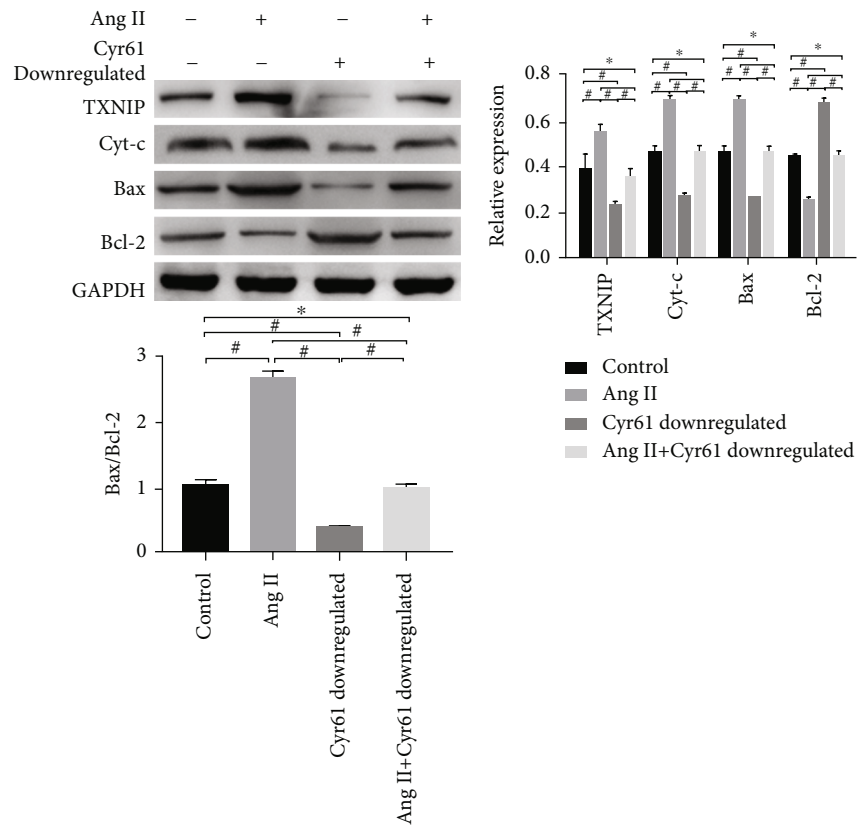 Ang II − + − +
Cyr61
Downregulated − − + +
TXNIP
Cyt-c
Bax
Bcl-2
GAPDH
Relative expression
0.8
0.6
0.4
0.2
0.0
* * * *
# # # #
# # # # # # # # # # # #
TXNIP
Cyt-c
Bax
Bcl-2
Control
Ang II
Cyr61 downregulated
Ang II+Cyr61 downregulated
*
# #
# # #
Bax/Bcl-2
3
2
1
0
Control
Ang II
Cyr61 downregulated
Ang II+Cyr61 downregulated